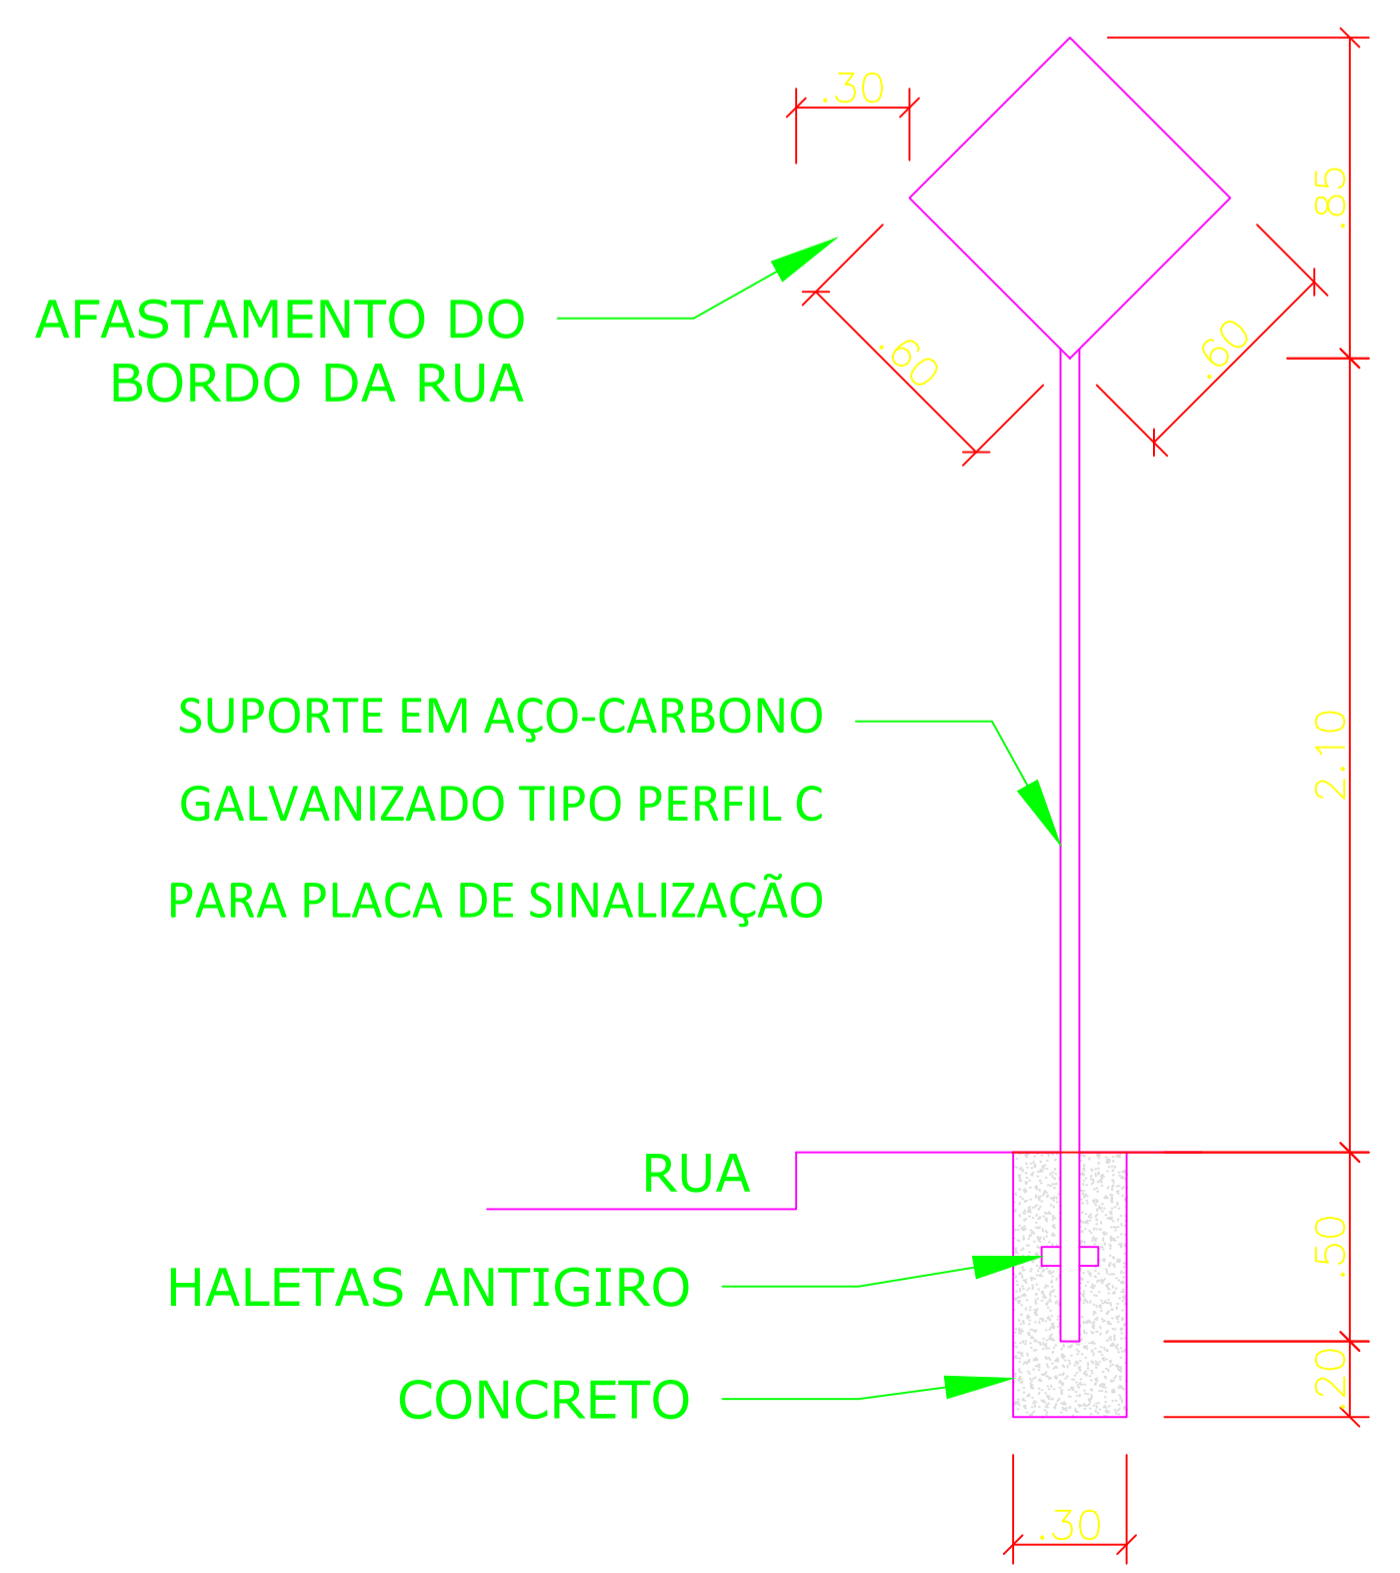 .30
.85
AFASTAMENTO DO
BORDO DA RUA
.60
.60
SUPORTE EM AÇO-CARBONO
GALVANIZADO TIPO PERFIL C
PARA PLACA DE SINALIZAÇÃO
2.10
RUA
HALETAS ANTIGIRO
.50
CONCRETO
.20
.30